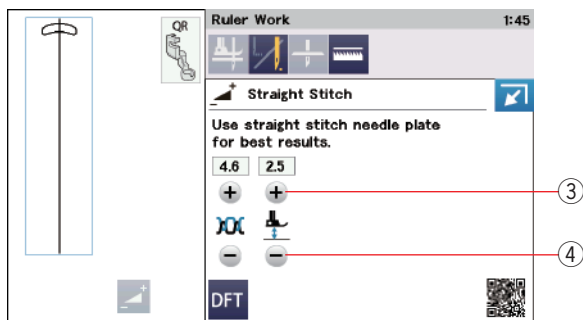 QR
Ruler Work 1:45
Straight Stitch
Use straight stitch needle plate
for best results.
4.6 2.5
+ +
③
− −
④
DFT